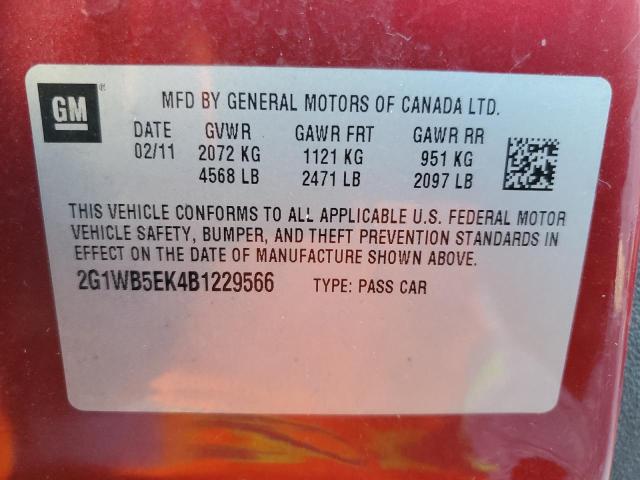 GM
®
MFD BY GENERAL MOTORS OF CANADA LTD.
DATE GVWR GAWR FRT GAWR RR
02/11 2072 KG 1121 KG 951 KG
4568 LB 2471 LB 2097 LB
THIS VEHICLE CONFORMS TO ALL APPLICABLE U.S. FEDERAL MOTOR
VEHICLE SAFETY, BUMPER, AND THEFT PREVENTION STANDARDS IN
EFFECT ON THE DATE OF MANUFACTURE SHOWN ABOVE.
2G1WB5EK4B1229566 TYPE: PASS CAR